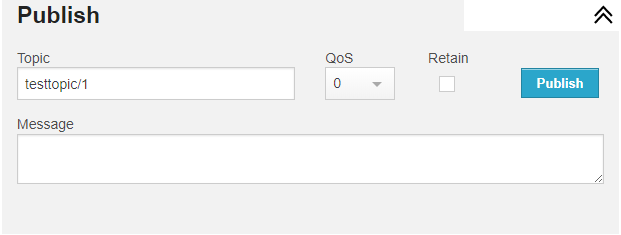 Publish
Topic QoS Retain
testtopic/1 0 Publish
Message